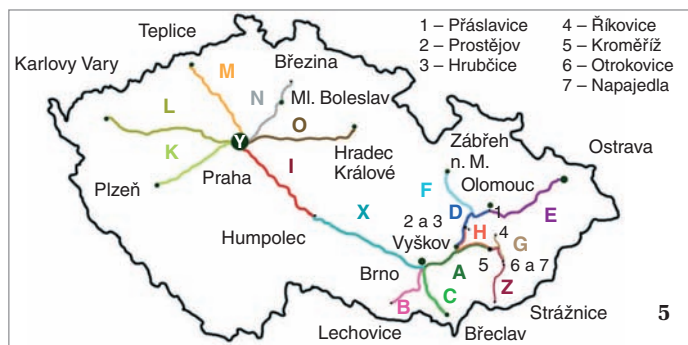 1 – Přáslavice
2 – Prostějov
3 – Hrubčice
4 – Říkovice
5 – Kroměříž
6 – Otrokovice
7 – Napajedla
Teplice
Karlovy Vary
Březina
M
N
Ml. Boleslav
L
O
Y
K
I
Hradec
Králové
Praha
Plzeň
Zábřeh
n. M.
Ostrava
Olomouc
F
1
E
D
X
2 a 3
H
4
G
Humpolec
Vyškov
Brno
A
5
6 a 7
B
C
Z
Strážnice
Lechovice
Břeclav
5